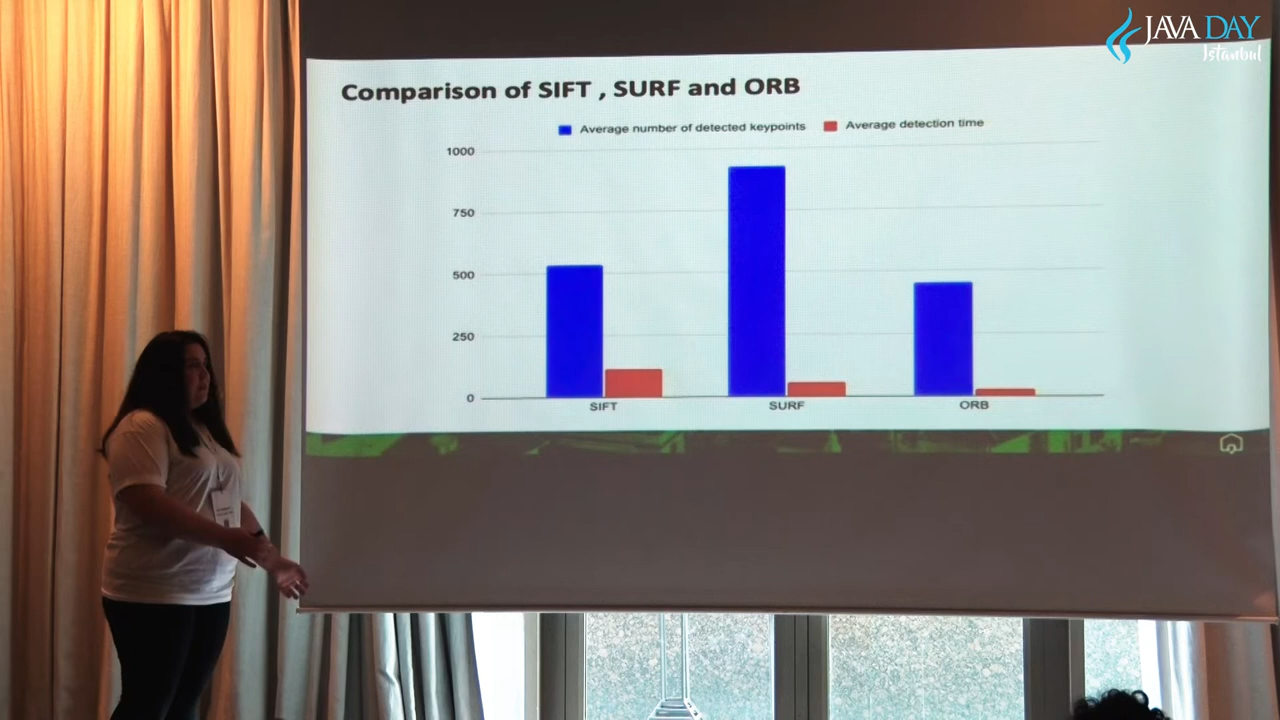 JAVA DAY
Istanbul
Comparison of SIFT , SURF and ORB
Average number of detected keypoints
Average detection time
1000
750
500
250
0
SIFT
SURF
ORB